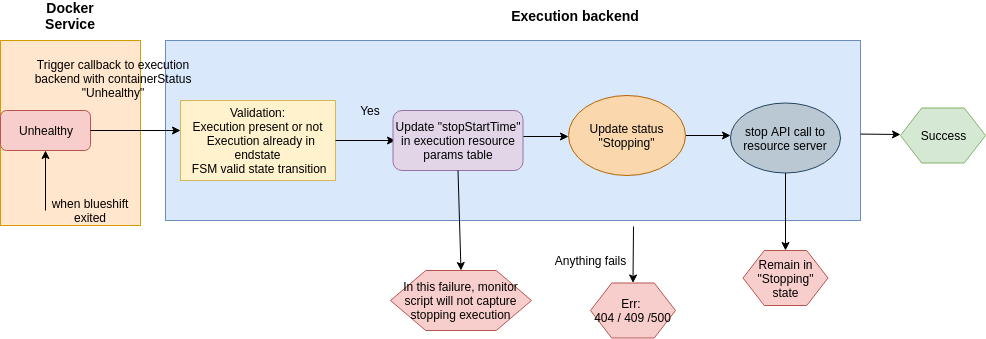 Docker
Service
Execution backend
Trigger callback to execution
backend with containerStatus
"Unhealthy"
Unhealthy
when blueshift
exited
Validation:
Execution present or not
Execution already in
endstate
FSM valid state transition
Yes
Update "stopStartTime"
in execution resource
params table
Update status
"Stopping"
stop API call to
resource server
Success
In this failure, monitor
script will not capture
stopping execution
Anything fails
Err:
404 / 409 /500
Remain in
"Stopping"
state